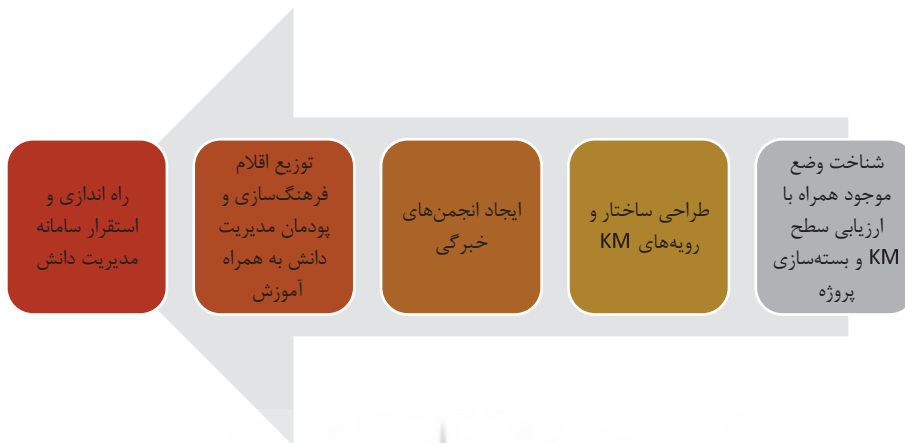 شناخت وضع
موجود همراه با
ارزیابی سطح
KM و بسته‌سازی
پروژه
طراحی ساختار و
رویه‌های KM
ایجاد انجمن‌های
خبرگی
توزیع اقلام
فرهنگ‌سازی و
پودمان مدیریت
دانش به همراه
آموزش
راه اندازی و
استقرار سامانه
مدیریت دانش